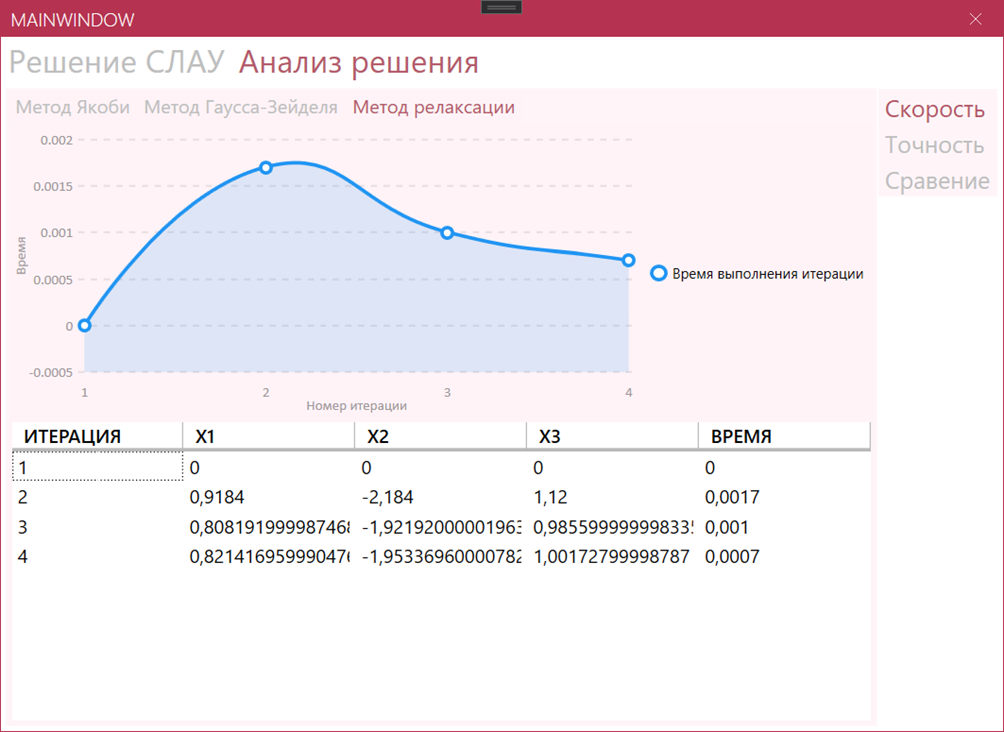 MAINWINDOW
Решение СЛАУ Анализ решения
Метод Якоби Метод Гаусса-Зейделя Метод релаксации
Скорость
Точность
Сравение
0.002
0.0015
0.001
0.0005
0
-0.0005
Время
1 2 3 4
Номер итерации
Время выполнения итерации
ИТЕРАЦИЯ X1 X2 X3 ВРЕМЯ
1 0 0 0 0
2 0,9184 -2,184 1,12 0,0017
3 0,80819199998746 -1,92192000001963 0,98559999999833 0,001
4 0,82141695999047 -1,95336960000782 1,00172799998787 0,0007